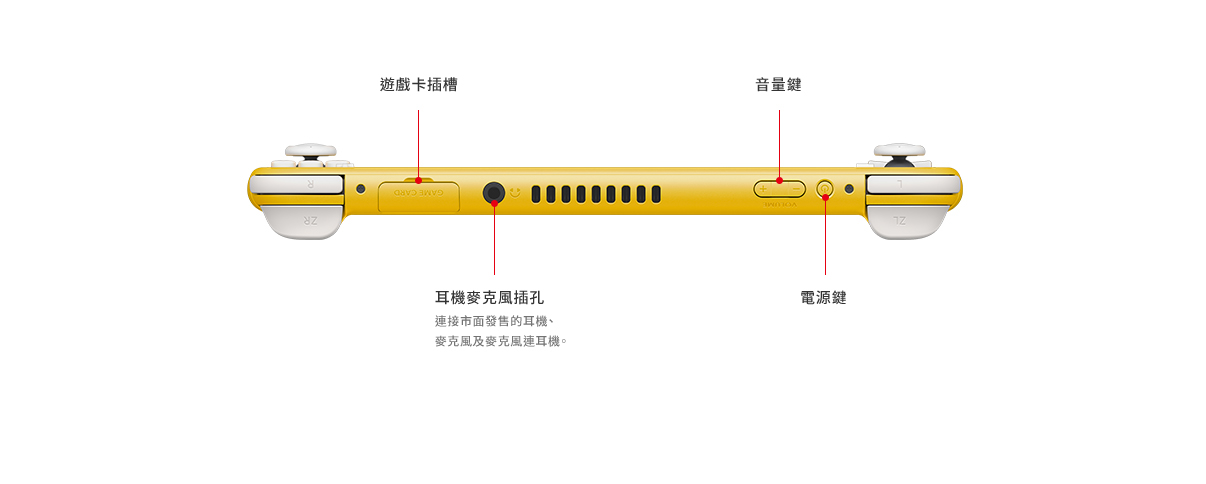 遊戲卡插槽
音量鍵
R
GAME CARD
+ −
VOLUME
L
ZR
ZL
耳機麥克風插孔
連接市面發售的耳機、
麥克風及麥克風連耳機。
電源鍵